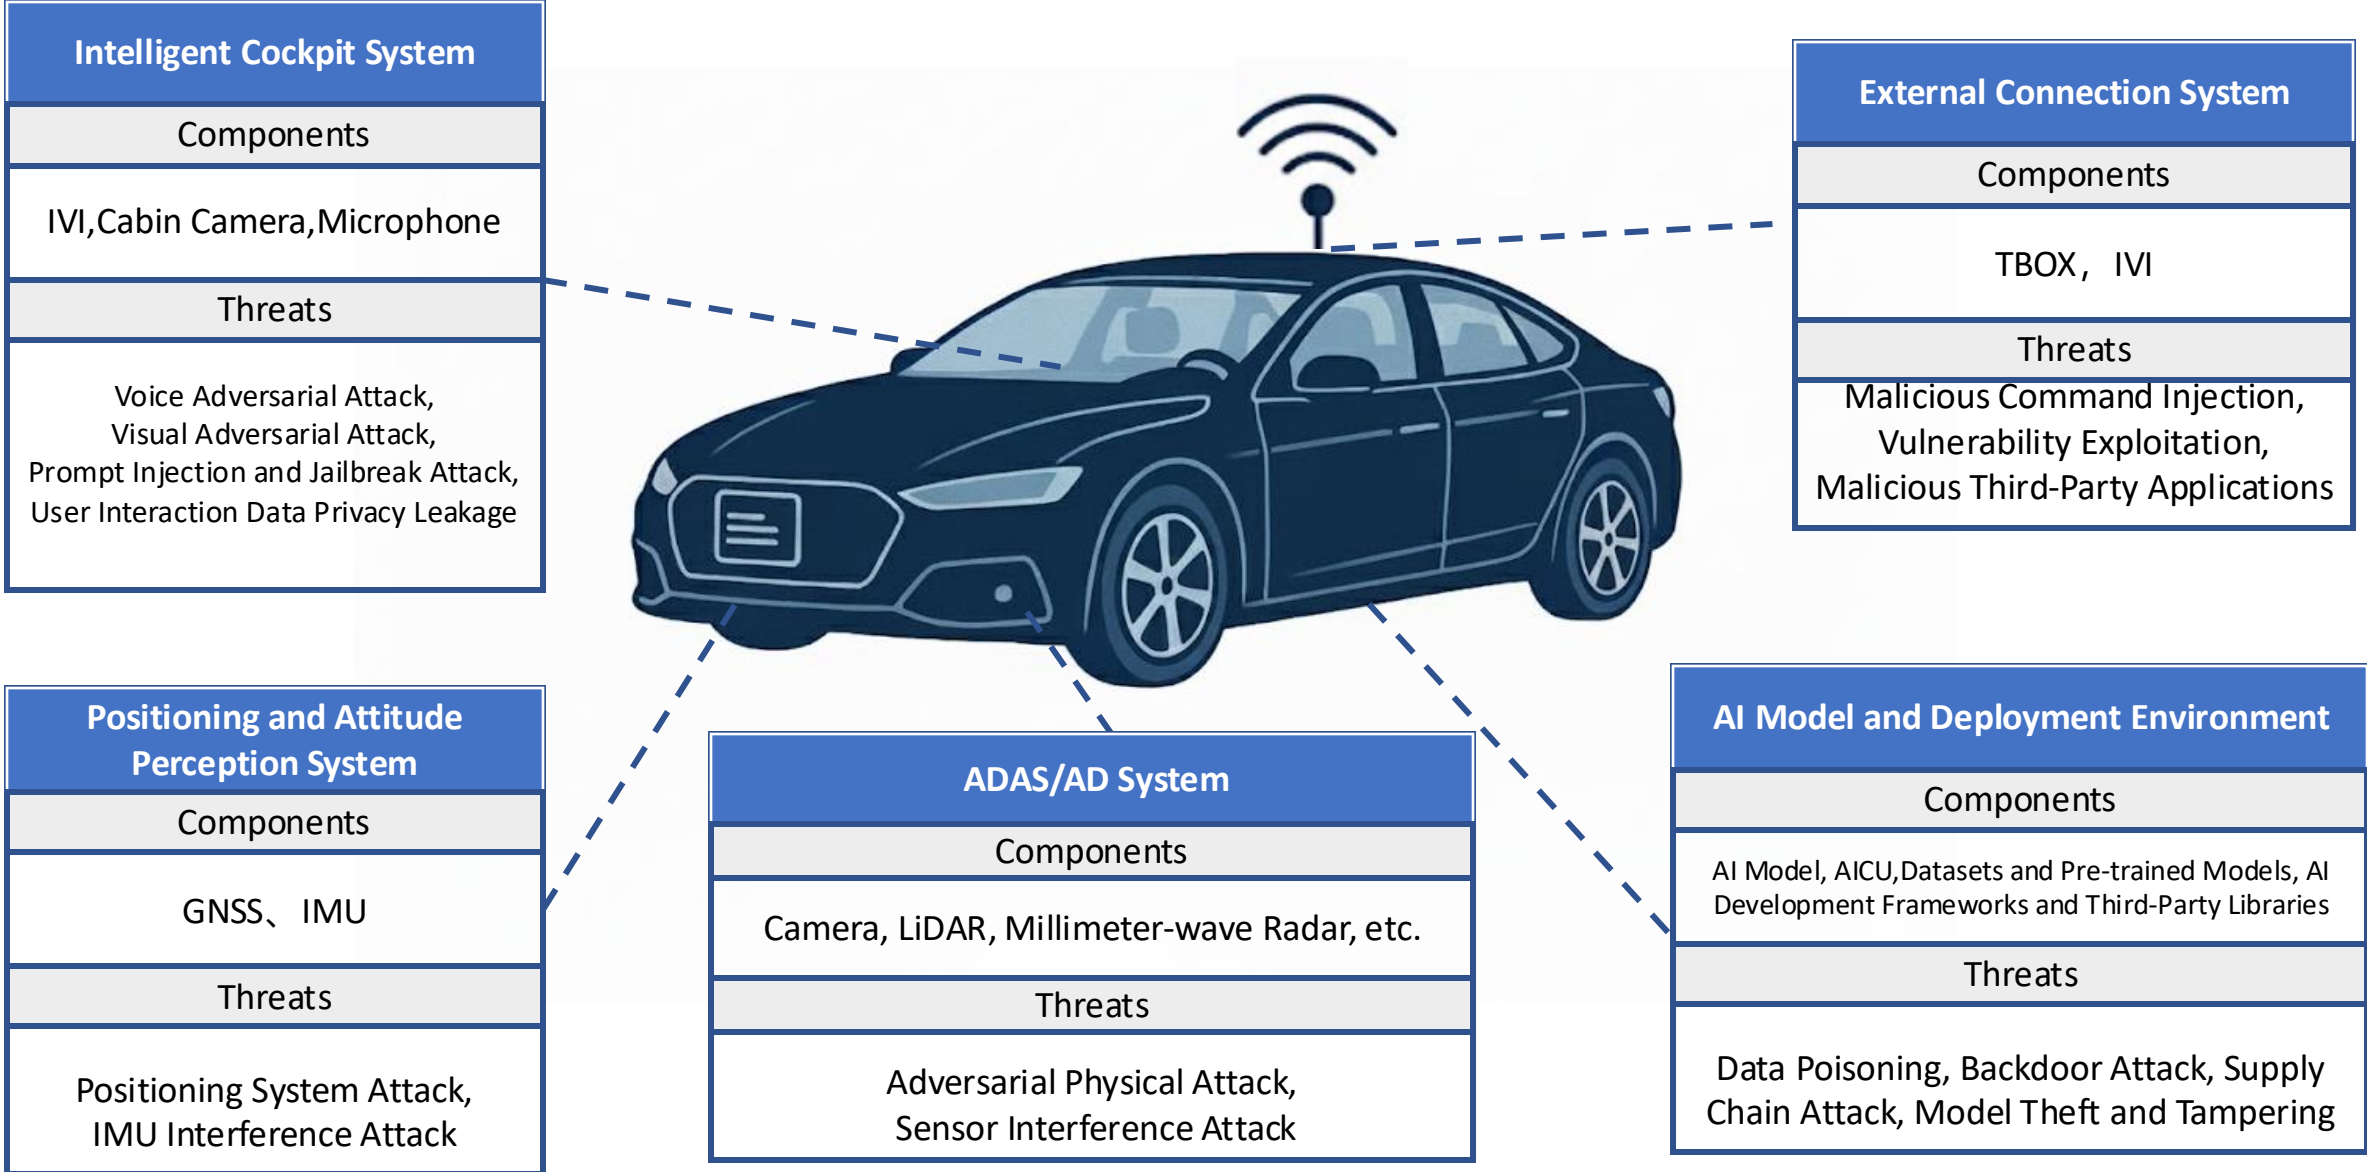 Intelligent Cockpit System
Components
IVI,Cabin Camera,Microphone
Threats
Voice Adversarial Attack,
Visual Adversarial Attack,
Prompt Injection and Jailbreak Attack,
User Interaction Data Privacy Leakage
External Connection System
Components
TBOX，IVI
Threats
Malicious Command Injection,
Vulnerability Exploitation,
Malicious Third-Party Applications
Positioning and Attitude
Perception System
Components
GNSS、IMU
Threats
Positioning System Attack,
IMU Interference Attack
ADAS/AD System
Components
Camera, LiDAR, Millimeter-wave Radar, etc.
Threats
Adversarial Physical Attack,
Sensor Interference Attack
AI Model and Deployment Environment
Components
AI Model, AICU,Datasets and Pre-trained Models, AI
Development Frameworks and Third-Party Libraries
Threats
Data Poisoning, Backdoor Attack, Supply
Chain Attack, Model Theft and Tampering